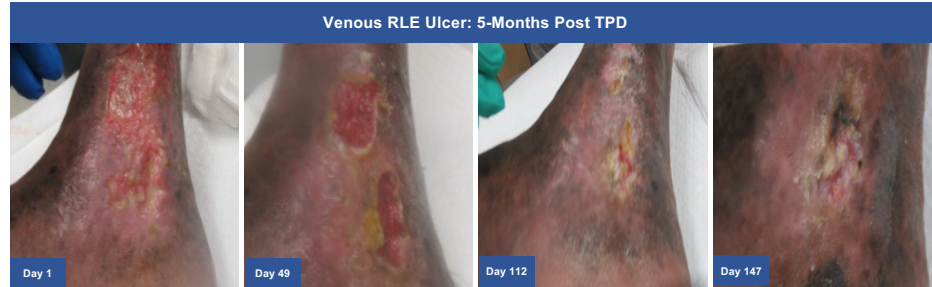 Venous RLE Ulcer: 5-Months Post TPD
Day 1
Day 49
Day 112
Day 147